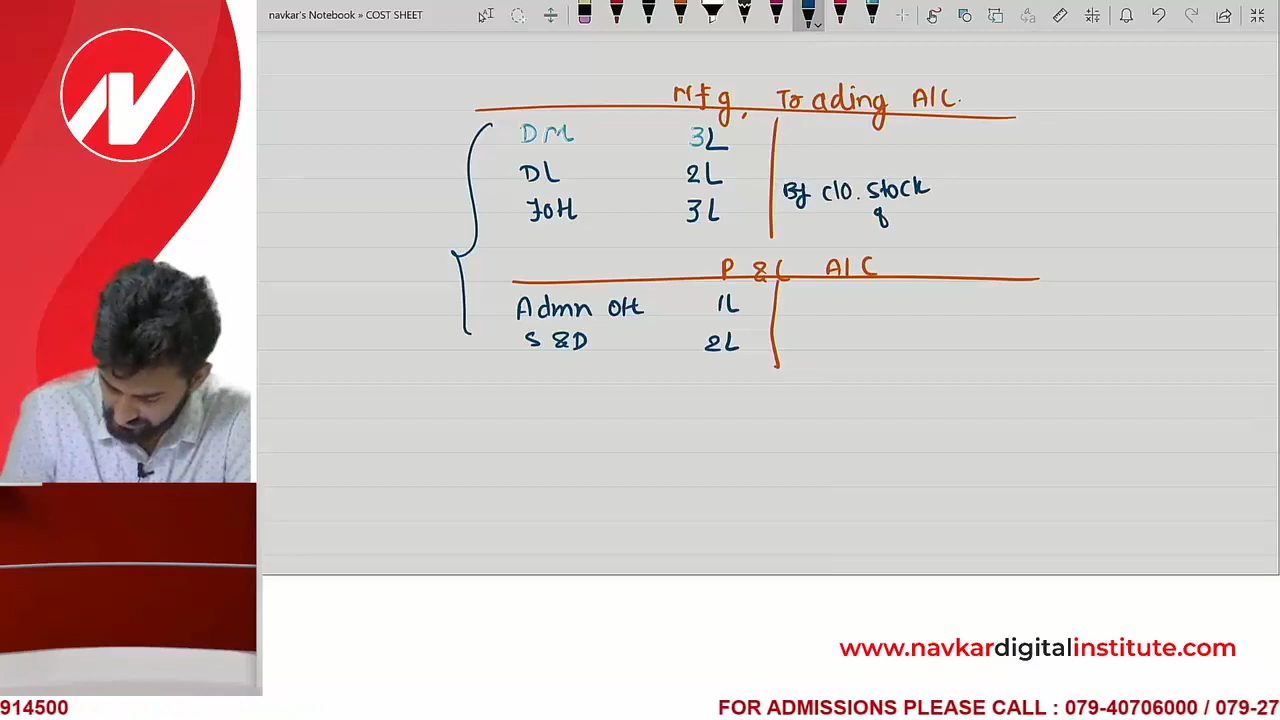 navkar's Notebook » COST SHEET
Mfg, Trading A/C.
DM 3L
DL 2L
FOH 3L
By clo. stock
P &L A/C
Admn OH 1L
S &D 2L
www.navkardigitalinstitute.com
914500
FOR ADMISSIONS PLEASE CALL : 079-40706000 / 079-27